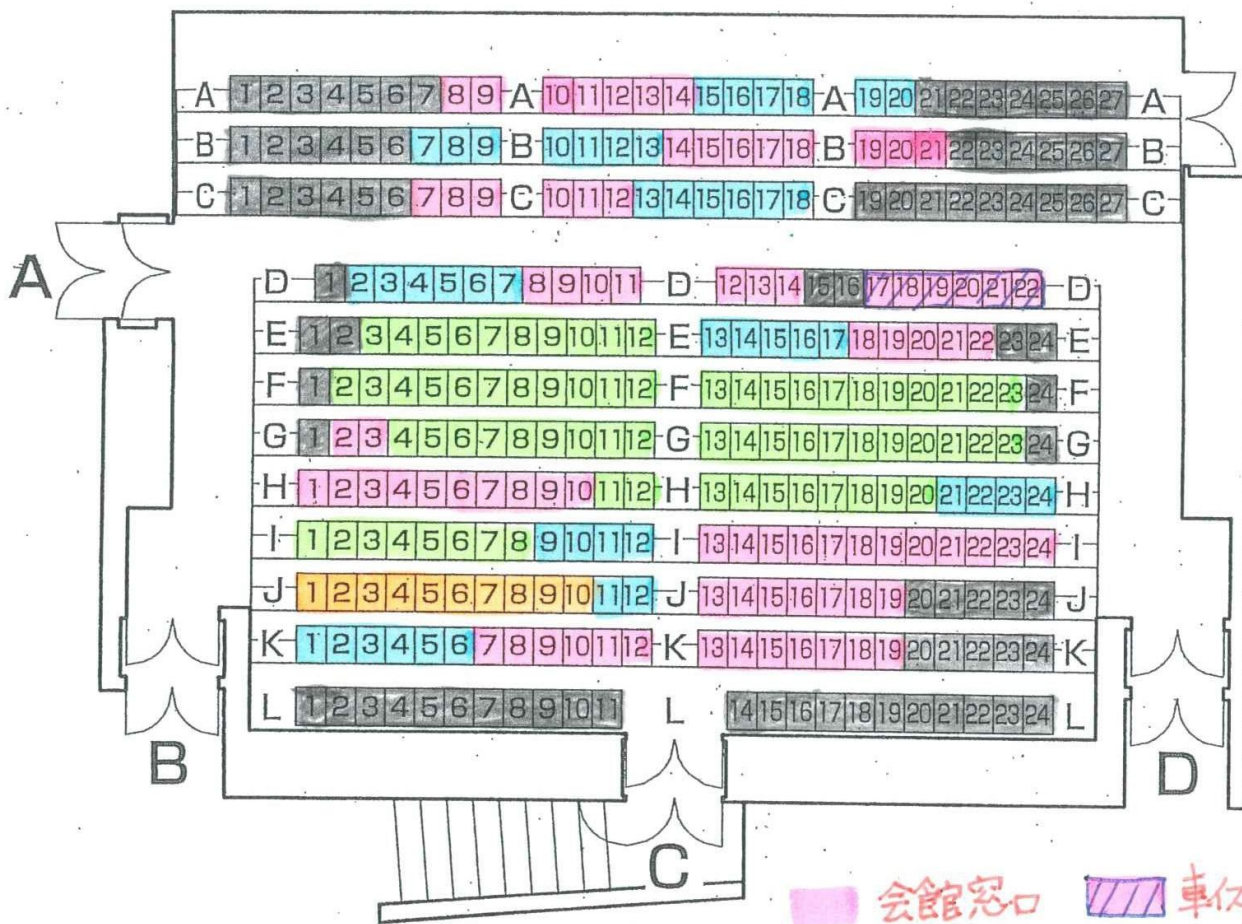 A 1 2 3 4 5 6 7 8 9 A 10 11 12 13 14 15 16 17 18 A 19 20 21 22 23 24 25 26 27 A
B 1 2 3 4 5 6 7 8 9 B 10 11 12 13 14 15 16 17 18 B 19 20 21 22 23 24 25 26 27 B
C 1 2 3 4 5 6 7 8 9 C 10 11 12 13 14 15 16 17 18 C 19 20 21 22 23 24 25 26 27 C
A
D 1 2 3 4 5 6 7 8 9 10 11 D 12 13 14 15 16 17 18 19 20 21 22 D
E 1 2 3 4 5 6 7 8 9 10 11 12 E 13 14 15 16 17 18 19 20 21 22 23 24 E
F 1 2 3 4 5 6 7 8 9 10 11 12 F 13 14 15 16 17 18 19 20 21 22 23 24 F
G 1 2 3 4 5 6 7 8 9 10 11 12 G 13 14 15 16 17 18 19 20 21 22 23 24 G
H 1 2 3 4 5 6 7 8 9 10 11 12 H 13 14 15 16 17 18 19 20 21 22 23 24 H
I 1 2 3 4 5 6 7 8 9 10 11 12 I 13 14 15 16 17 18 19 20 21 22 23 24 I
J 1 2 3 4 5 6 7 8 9 10 11 12 J 13 14 15 16 17 18 19 20 21 22 23 24 J
K 1 2 3 4 5 6 7 8 9 10 11 12 K 13 14 15 16 17 18 19 20 21 22 23 24 K
L 1 2 3 4 5 6 7 8 9 10 11 L 14 15 16 17 18 19 20 21 22 23 24 L
B
D
C
会館窓口 車